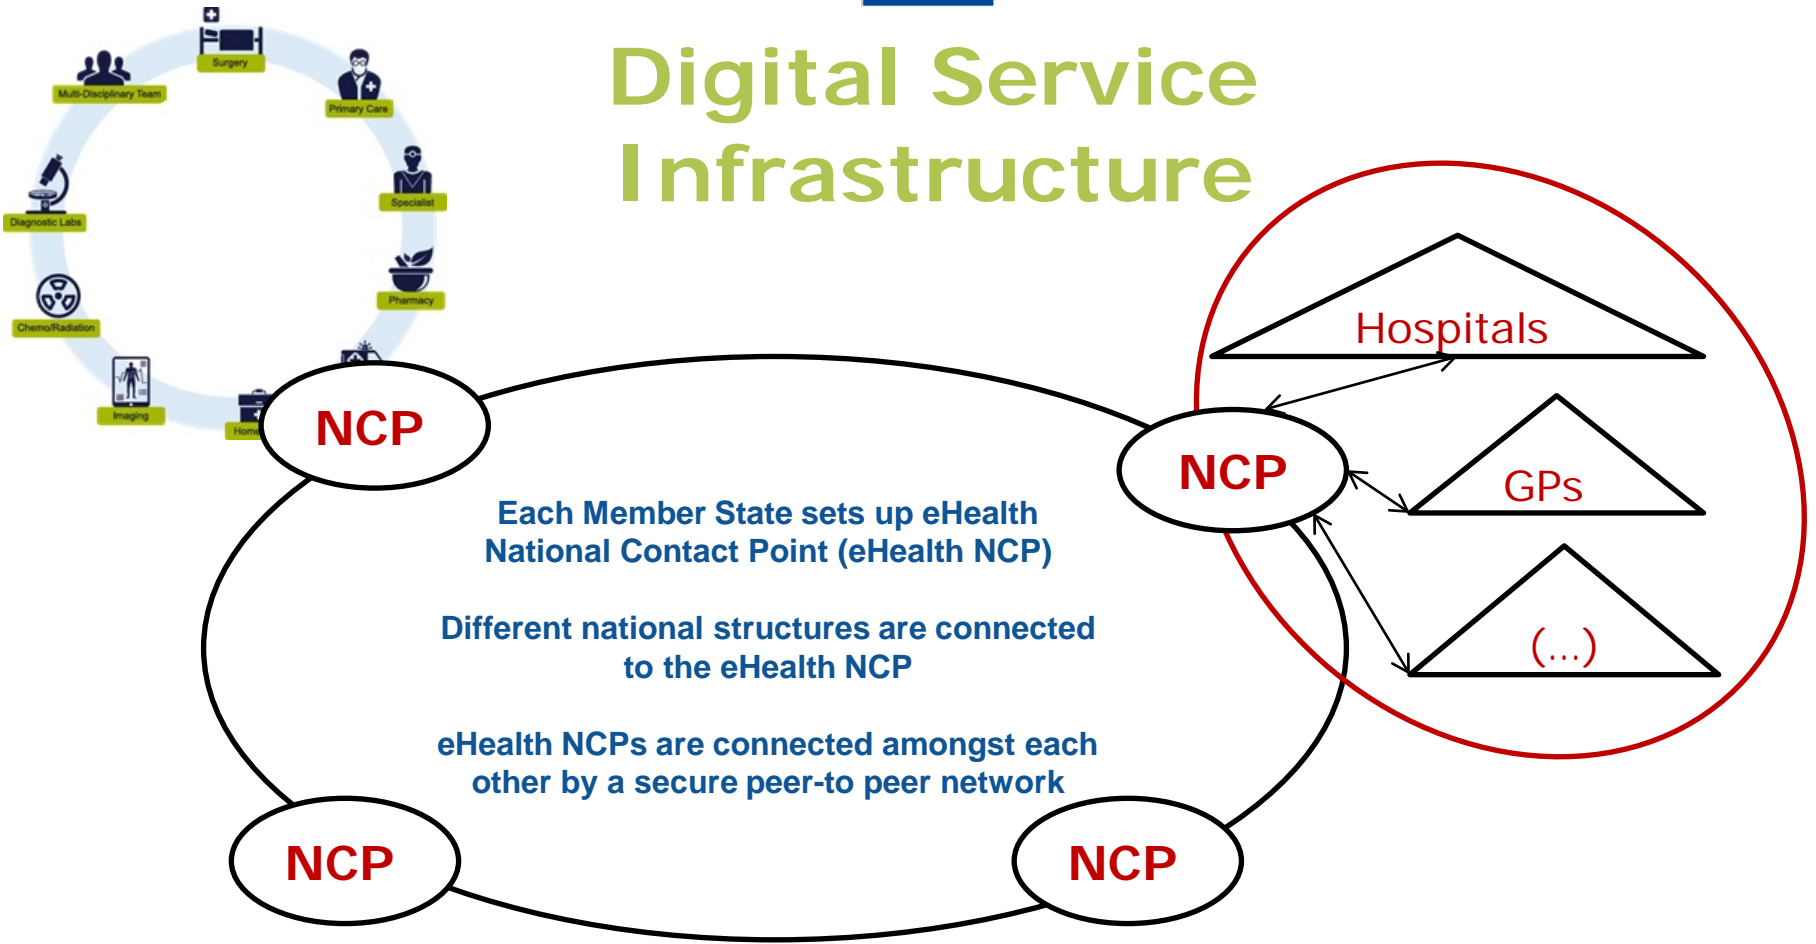 Digital Service
Infrastructure
Surgery
Multi-Disciplinary Team
Primary Care
Specialist
Diagnostic Labs
Pharmacy
Chemo/Radiation
Imaging
Home
Hospitals
GPs
(...)
NCP
NCP
Each Member State sets up eHealth
National Contact Point (eHealth NCP)
Different national structures are connected
to the eHealth NCP
eHealth NCPs are connected amongst each
other by a secure peer-to peer network
NCP
NCP